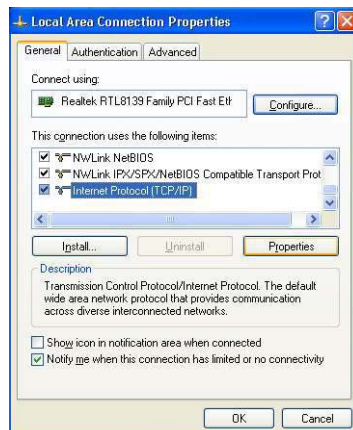 Local Area Connection Properties
General Authentication Advanced
Connect using:
Realtek RTL8139 Family PCI Fast Eth
Configure...
This connection uses the following items:
NWLink NetBIOS
NWLink IPX/SPX/NetBIOS Compatible Transport Prot
Internet Protocol (TCP/IP)
Install... Uninstall Properties
Description
Transmission Control Protocol/Internet Protocol. The default
wide area network protocol that provides communication
across diverse interconnected networks.
Show icon in notification area when connected
Notify me when this connection has limited or no connectivity
OK Cancel